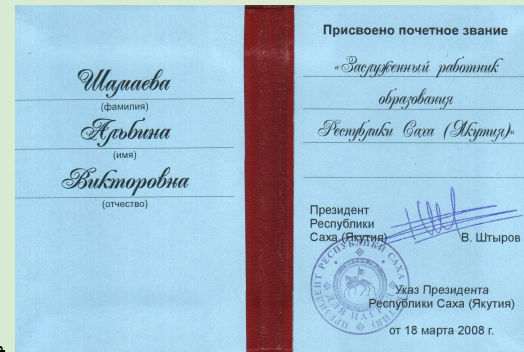 Шамаева
(фамилия)
Альбина
(имя)
Викторовна
(отчество)
Присвоено почетное звание
«Заслуженный работник
образования
Республики Саха (Якутия)»
Президент
Республики
Саха (Якутия)
В. Штыров
Указ Президента
Республики Саха (Якутия)
от 18 марта 2008 г.